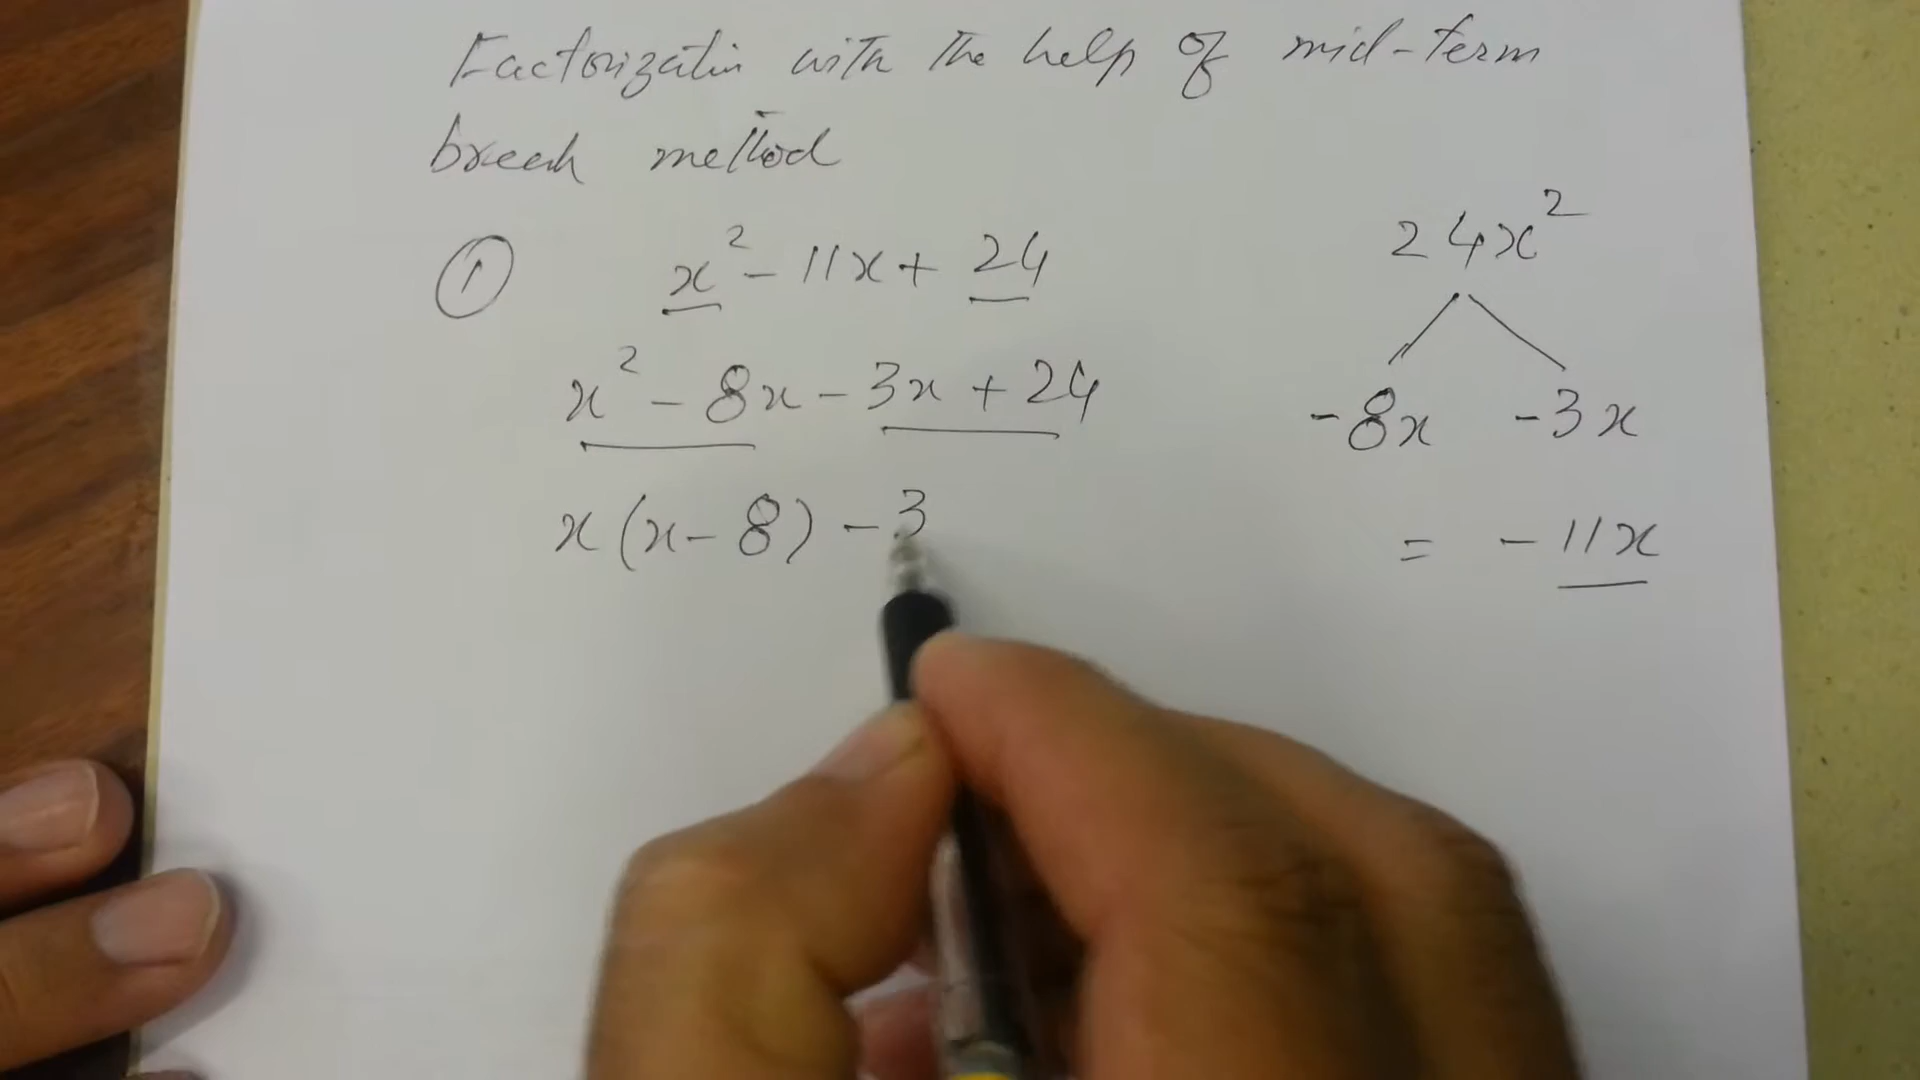 Factorizatin with the help of mid-term
break method
① x² - 11x + 24
x² - 8x - 3x + 24
x (x - 8) - 3
24x²
-8x -3x
= -11x